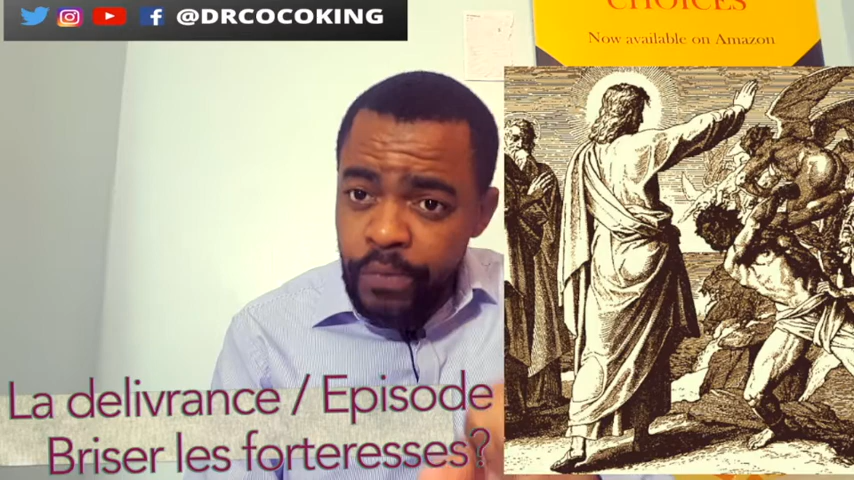 @DRCOCOKING
CHOICES
Now available on Amazon
La delivrance / Episode
Briser les forteresses?